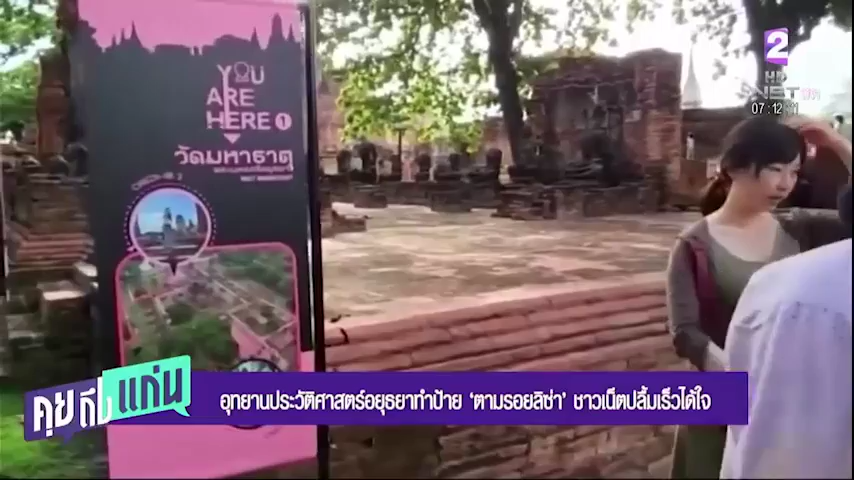 YOU
ARE
HERE 1
วัดมหาธาตุ
2
HD
07:12
คุย ถึง แก่น
อุทยานประวัติศาสตร์อยุธยาทำป้าย ‘ตามรอยลิซ่า’ ชาวเน็ตปลื้มเร็วได้ใจ